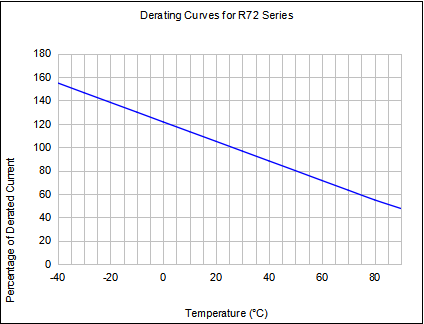 Derating Curves for R72 Series
Percentage of Derated Current
180
160
140
120
100
80
60
40
20
0
-40 -20 0 20 40 60 80
Temperature (°C)